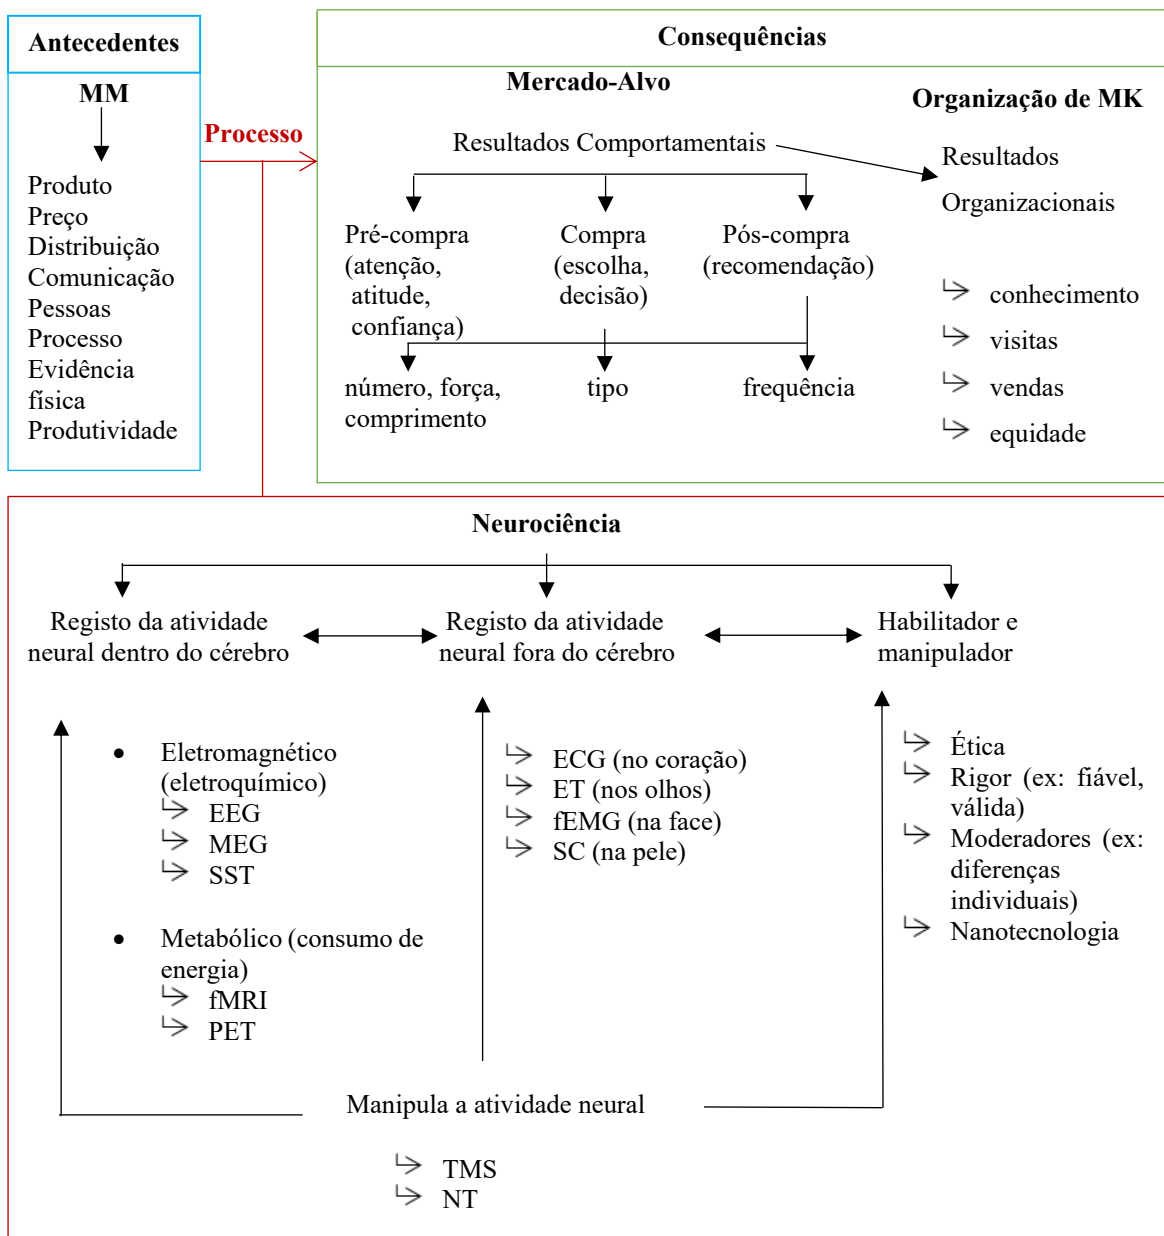 Antecedentes
MM
Produto
Preço
Distribuição
Comunicação
Pessoas
Processo
Evidência
física
Produtividade
Processo
Consequências
Mercado-Alvo
Resultados Comportamentais
Pré-compra
(atenção,
atitude,
confiança)
Compra
(escolha,
decisão)
Pós-compra
(recomendação)
número, força,
comprimento
tipo
frequência
Organização de MK
Resultados
Organizacionais
conhecimento
visitas
vendas
equidade
Neurociência
Registo da atividade
neural dentro do cérebro
Registo da atividade
neural fora do cérebro
Habilitador e
manipulador
• Eletromagnético
(eletroquímico)
EEG
MEG
SST
• Metabólico (consumo de
energia)
fMRI
PET
ECG (no coração)
ET (nos olhos)
fEMG (na face)
SC (na pele)
Ética
Rigor (ex: fiável,
válida)
Moderadores (ex:
diferenças
individuais)
Nanotecnologia
Manipula a atividade neural
TMS
NT